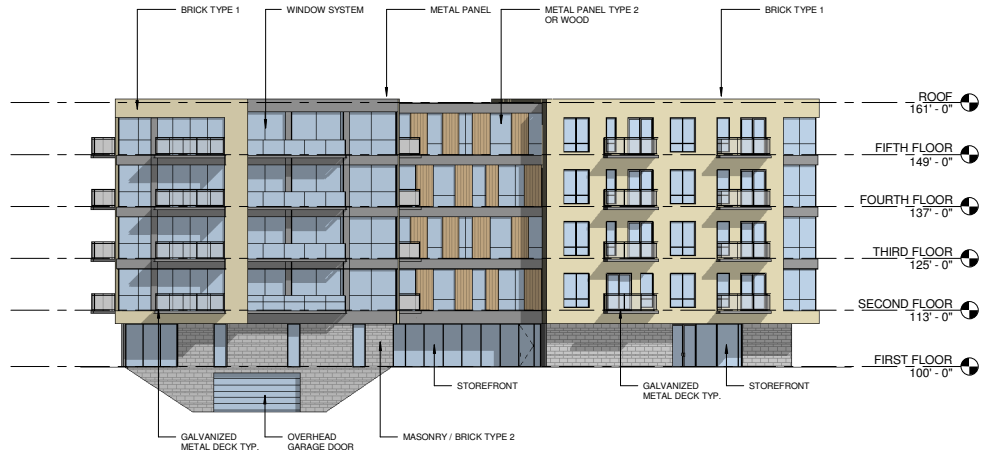 BRICK TYPE 1
WINDOW SYSTEM
METAL PANEL
METAL PANEL TYPE 2
OR WOOD
BRICK TYPE 1
ROOF
161' - 0"
FIFTH FLOOR
149' - 0"
FOURTH FLOOR
137' - 0"
THIRD FLOOR
125' - 0"
SECOND FLOOR
113' - 0"
FIRST FLOOR
100' - 0"
STOREFRONT
GALVANIZED
METAL DECK TYP.
STOREFRONT
GALVANIZED
METAL DECK TYP.
OVERHEAD
GARAGE DOOR
MASONRY / BRICK TYPE 2